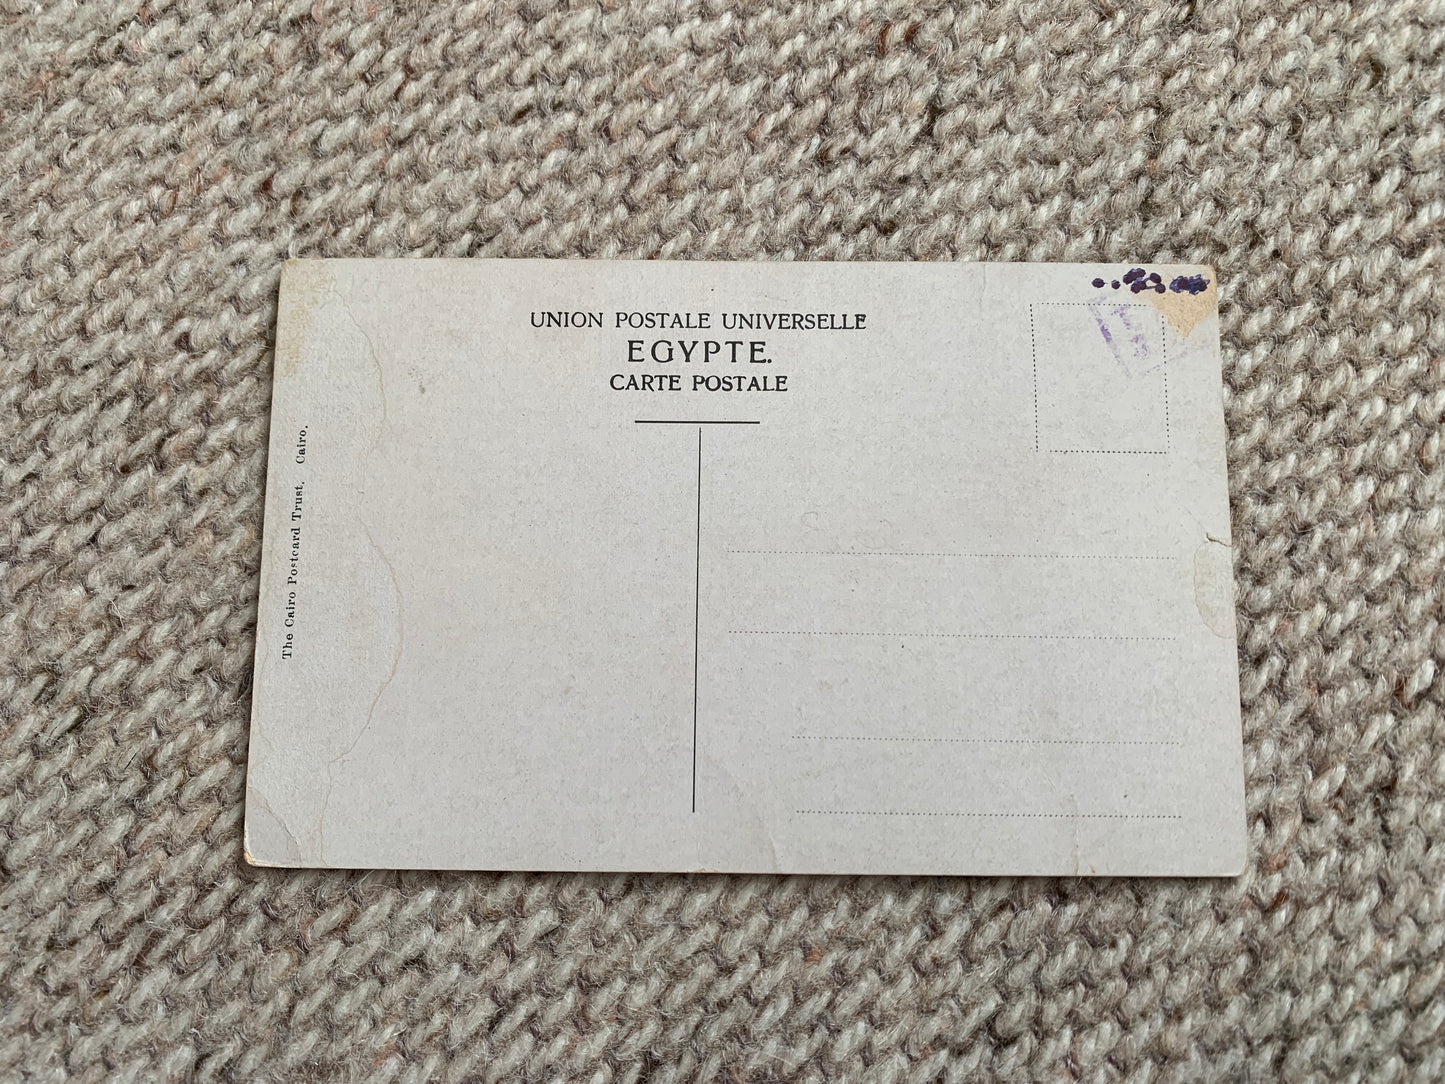 UNION POSTALE UNIVERSELLE
EGYPTE.
CARTE POSTALE
The Cairo Postcard Trust, Cairo.